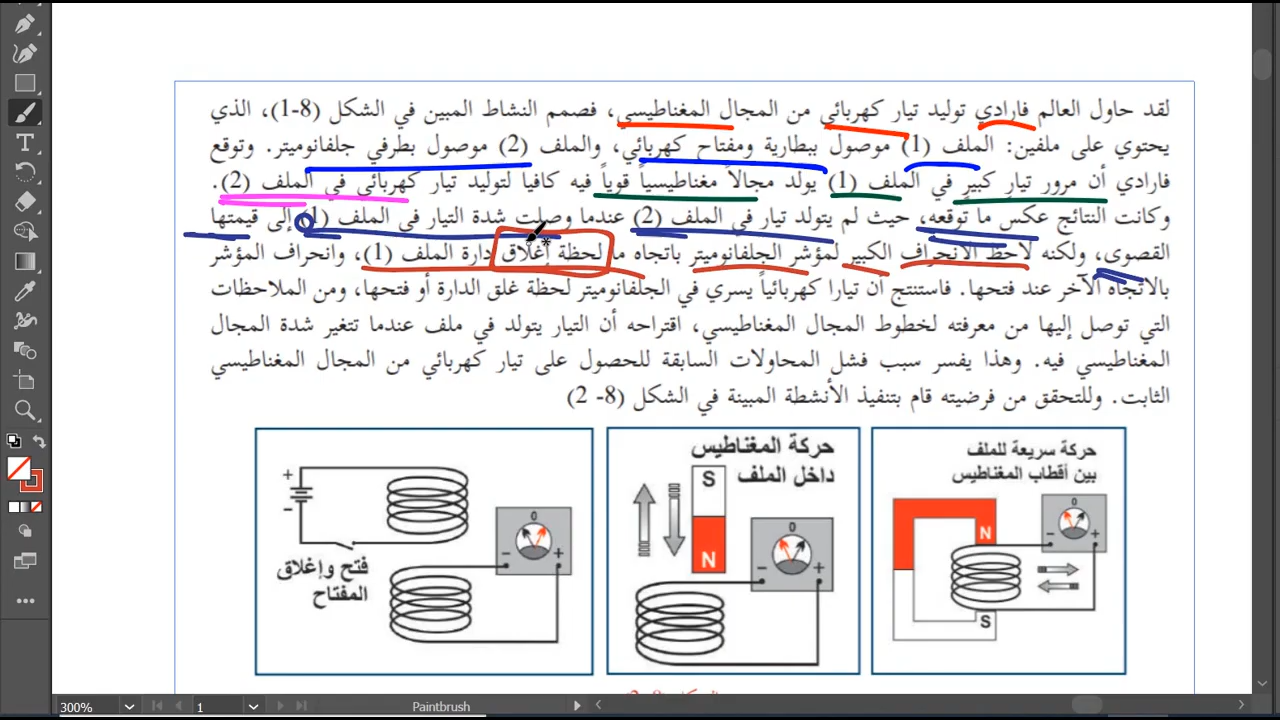 لقد حاول العالم فارادي توليد تيار كهربائي من المجال المغناطيسي، فصمم النشاط المبين في الشكل (8-1)، الذي
يحتوي على ملفين: الملف (1) موصول ببطارية ومفتاح كهربائي، والملف (2) موصول بطرفي جلفانوميتر. وتوقع
فارادي أن مرور تيار كبير في الملف (1) يولد مجالاً مغناطيسياً قوياً فيه كافيا لتوليد تيار كهربائي في الملف (2).
وكانت النتائج عكس ما توقعه، حيث لم يتولد تيار في الملف (2) عندما وصلت شدة التيار في الملف (1) إلى قيمتها
القصوى، ولكنه لاحظ الانحراف الكبير لمؤشر الجلفانوميتر باتجاه ما لحظة إغلاق دارة الملف (1)، وانحراف المؤشر
بالاتجاه الآخر عند فتحها. فاستنتج أن تيارا كهربائياً يسري في الجلفانوميتر لحظة غلق الدارة أو فتحها، ومن الملاحظات
التي توصل إليها من معرفته لخطوط المجال المغناطيسي، اقتراحه أن التيار يتولد في ملف عندما تتغير شدة المجال
المغناطيسي فيه. وهذا يفسر سبب فشل المحاولات السابقة للحصول على تيار كهربائي من المجال المغناطيسي
الثابت. وللتحقق من فرضيته قام بتنفيذ الأنشطة المبينة في الشكل (8- 2)
حركة سريعة للملف
بين أقطاب المغناطيس
N
S
0
- +
حركة المغناطيس
داخل الملف
S
N
0
- +
+
-
0
- +
فتح وإغلاق
المفتاح
300%
1
Paintbrush